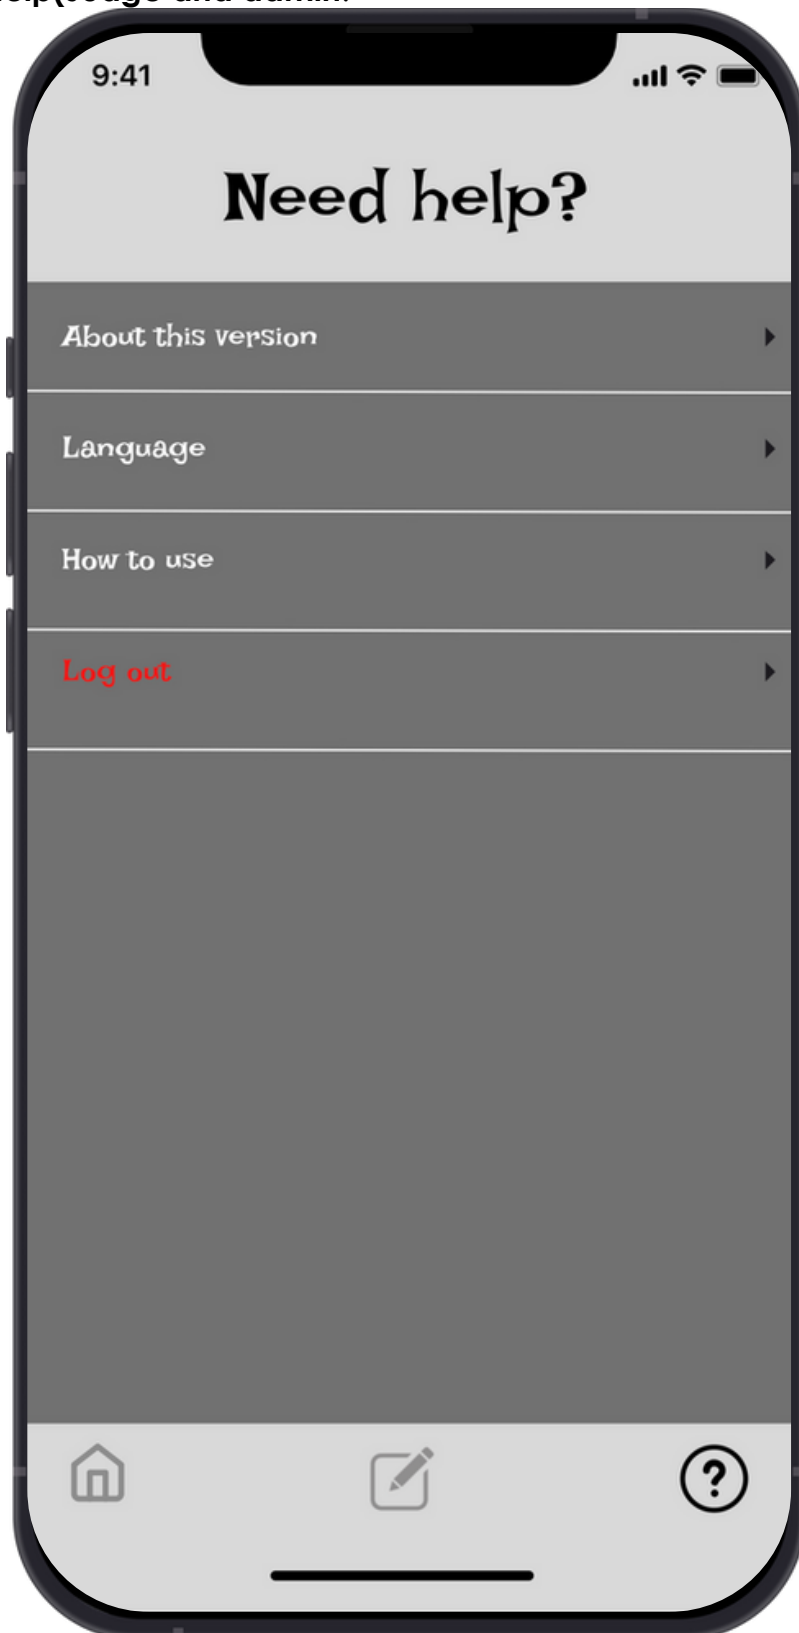 9:41
Need help?
About this version
Language
How to use
Log out